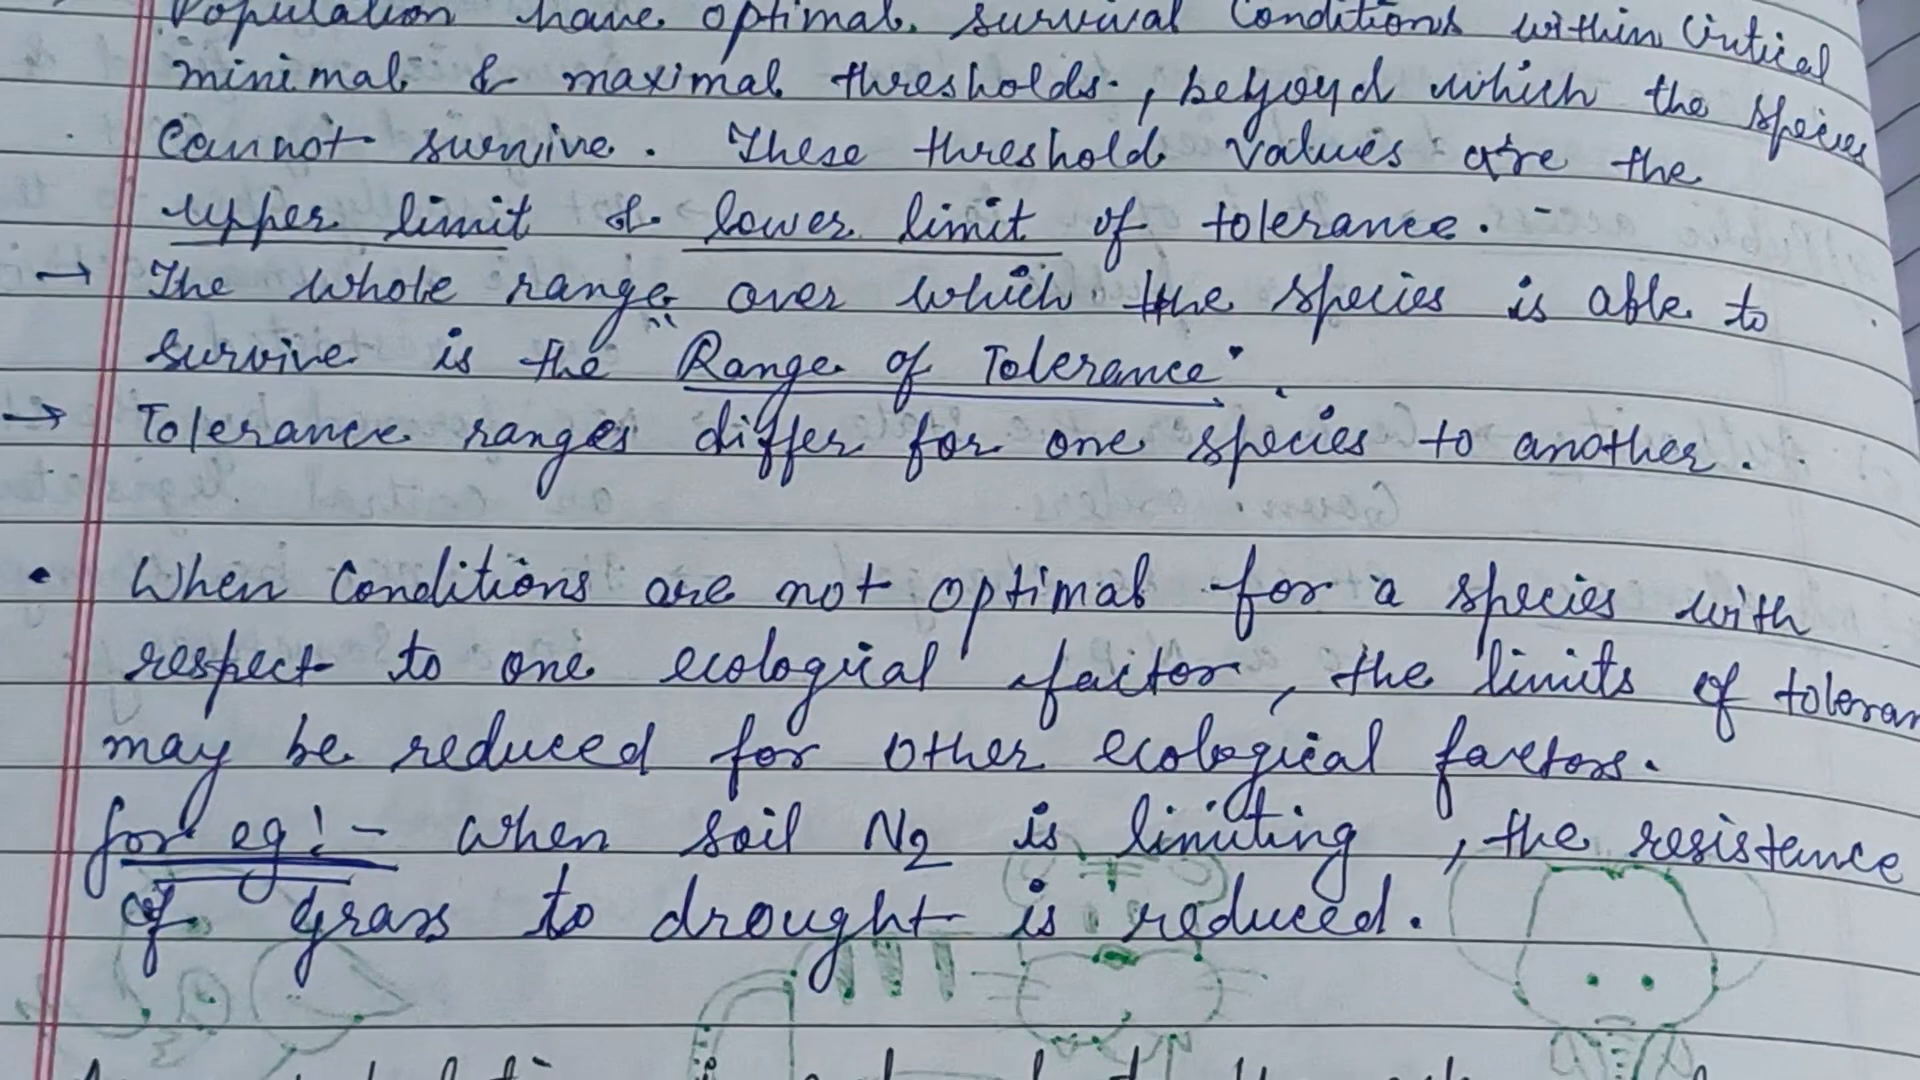 Population have optimal survival conditions within critical
minimal & maximal thresholds, beyond which the species
cannot survive. These threshold values are the
upper limit & lower limit of tolerance.
→ The whole range over which the species is able to
survive is the "Range of Tolerance".
→ Tolerance ranges differ for one species to another.
• When conditions are not optimal for a species with
respect to one ecological factor, the limits of toleran
may be reduced for other ecological factors.
for eg:- when soil N2 is limiting, the resistence
of grass to drought is reduced.